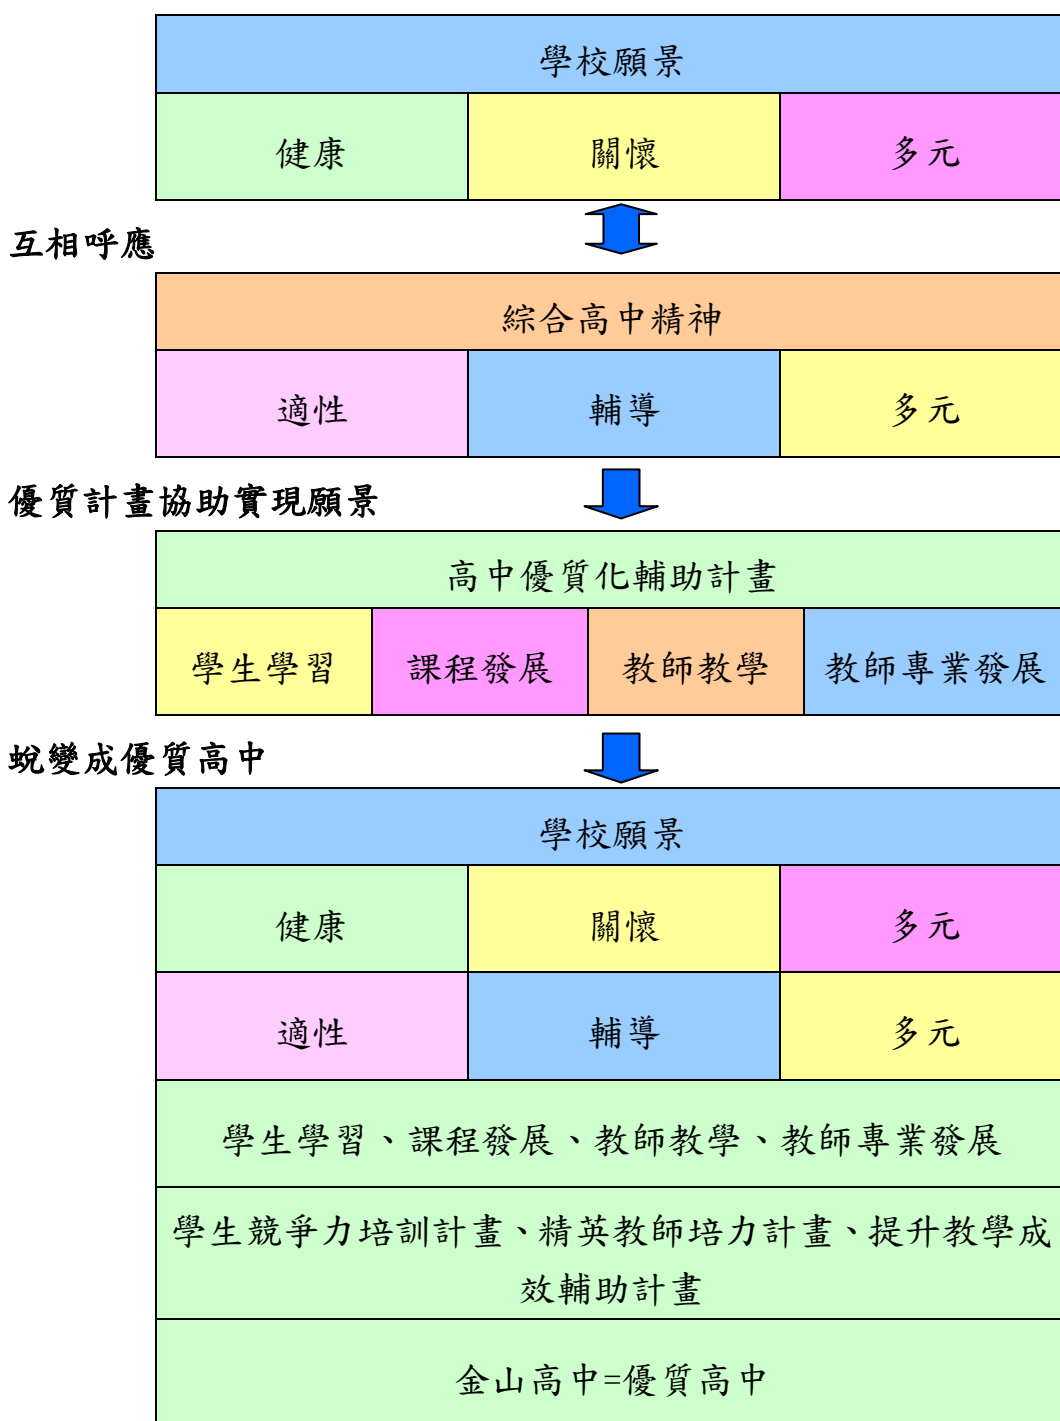 學校願景
健康
關懷
多元
互相呼應
綜合高中精神
適性
輔導
多元
優質計畫協助實現願景
高中優質化輔助計畫
學生學習
課程發展
教師教學
教師專業發展
蛻變成優質高中
學校願景
健康
關懷
多元
適性
輔導
多元
學生學習、課程發展、教師教學、教師專業發展
學生競爭力培訓計畫、精英教師培力計畫、提升教學成
效輔助計畫
金山高中=優質高中